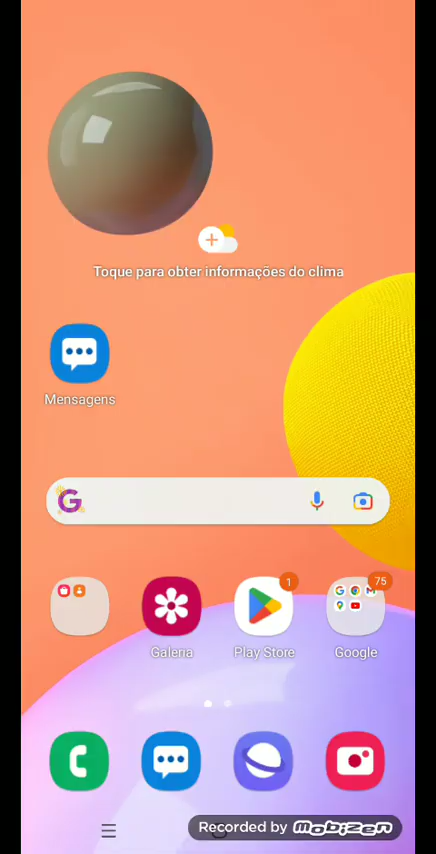 Toque para obter informações do clima
Mensagens
G
1
75
Galeria
Play Store
Google
Recorded by Mobizen